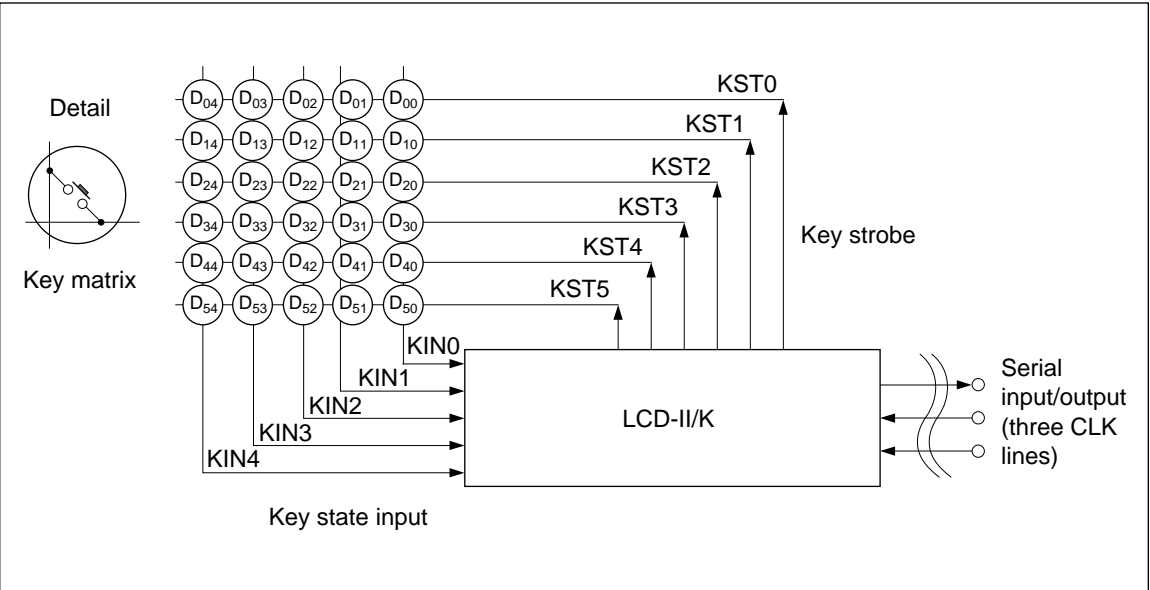 Detail
Key matrix
D04 D03 D02 D01 D00
D14 D13 D12 D11 D10
D24 D23 D22 D21 D20
D34 D33 D32 D31 D30
D44 D43 D42 D41 D40
D54 D53 D52 D51 D50
KST0
KST1
KST2
KST3
KST4
KST5
Key strobe
KIN0
KIN1
KIN2
KIN3
KIN4
Key state input
LCD-II/K
Serial
input/output
(three CLK
lines)